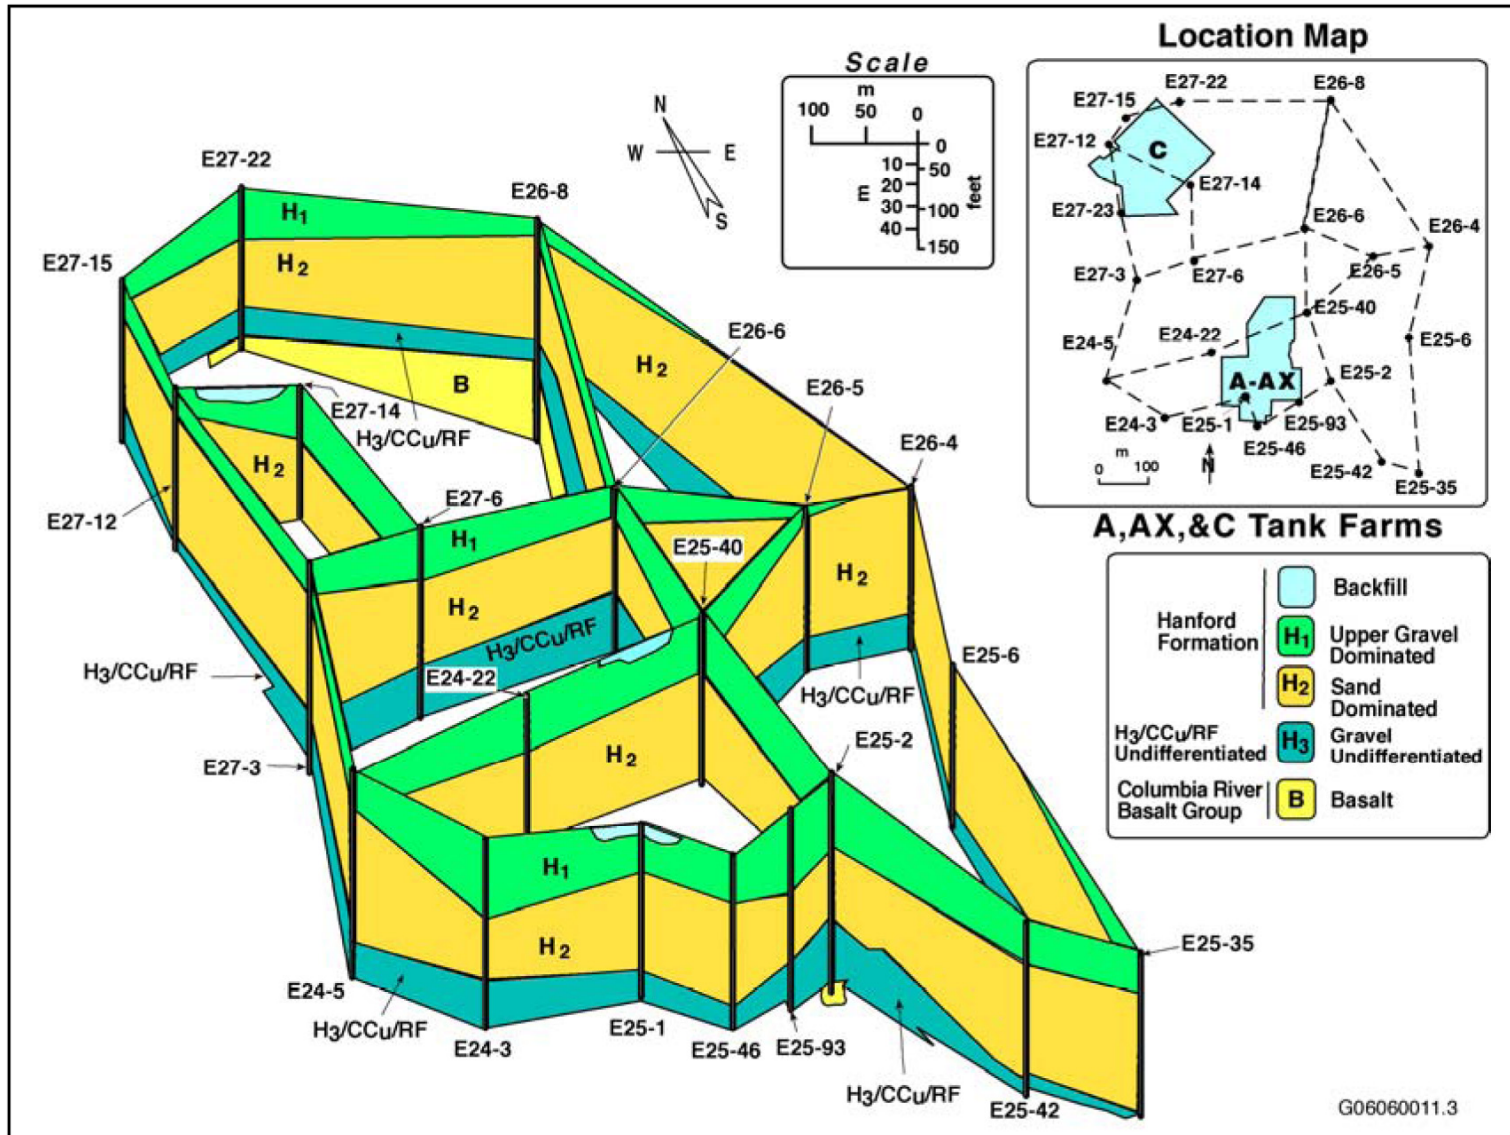 Location Map
Scale
m
100 50 0
0
10
20
30
40
m
50
100
150
feet
N
W E
S
E27-22
E26-8
E27-15
E27-12
C
E27-14
E27-23
E26-6
E26-4
E27-3
E27-6
E26-5
E25-40
E24-22
E24-5
E25-6
A-AX
E25-2
E24-3
E25-1
E25-93
E25-46
E25-42
E25-35
m
0 100
N
A,AX,&C Tank Farms
Hanford
Formation
Backfill
H1
Upper Gravel
Dominated
H2
Sand
Dominated
H3/CCu/RF
Undifferentiated
H3
Gravel
Undifferentiated
Columbia River
Basalt Group
B
Basalt
E27-22
H1
E26-8
E27-15
H2
E26-6
H2
B
E26-5
E27-14
H3/CCu/RF
E26-4
H2
E27-12
E27-6
H1
E25-40
H2
H2
H3/CCu/RF
H3/CCu/RF
E24-22
E25-6
H3/CCu/RF
E27-3
H2
E25-2
H1
H2
E25-35
E24-5
H3/CCu/RF
E24-3
E25-1
E25-46
E25-93
H3/CCu/RF
E25-42
G06060011.3